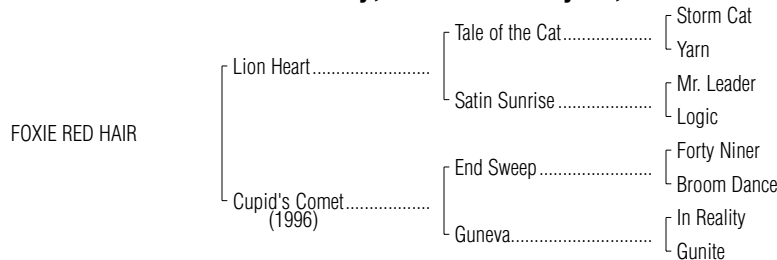 Storm Cat
Tale of the Cat
Yarn
Lion Heart
Mr. Leader
Satin Sunrise
Logic
FOXIE RED HAIR
Forty Niner
End Sweep
Broom Dance
Cupid's Comet
(1996)
In Reality
Guneva
Gunite